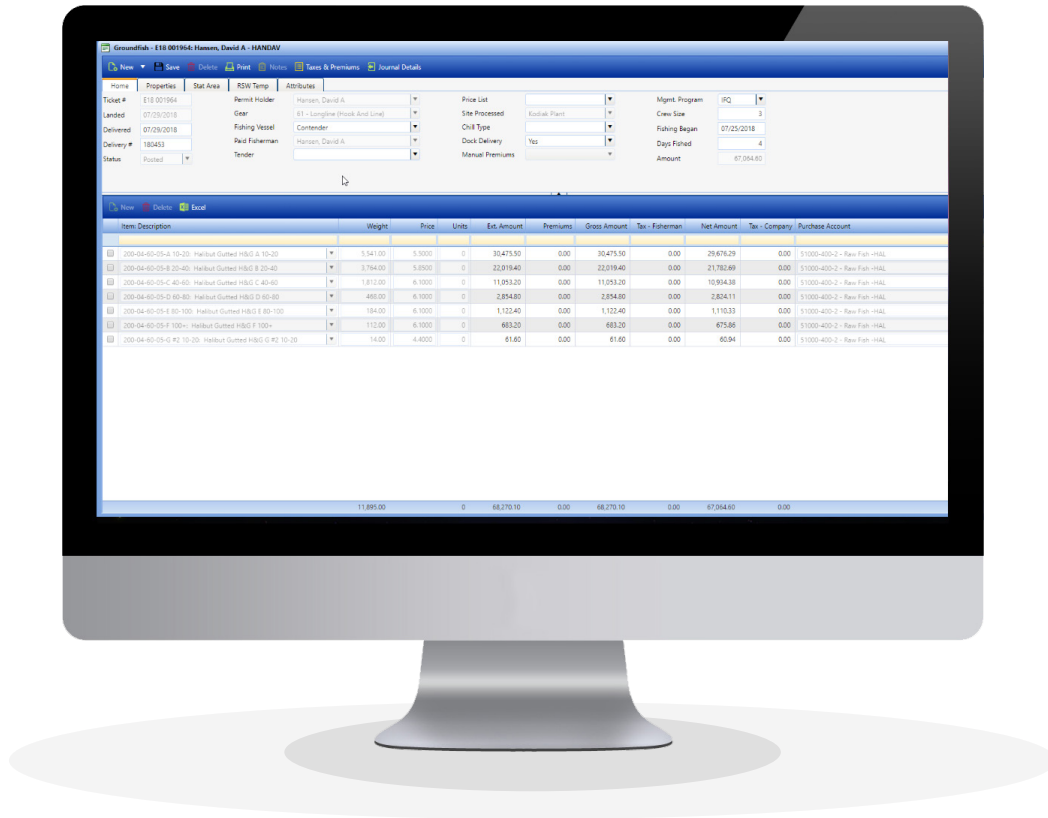 Groundfish - E18 001964: Hansen, David A - HANDAV
New Save Delete Print Notes Taxes & Premiums Journal Details
Home Properties Stat Area RSW Temp Attributes
Ticket # E18 001964 Permit Holder Hansen, David A Price List Mgmt. Program IFQ
Landed 07/29/2018 Gear 61 - Longline (Hook And Line) Site Processed Kodiak Plant Crew Size 3
Delivered 07/29/2018 Fishing Vessel Contender Chill Type Fishing Began 07/25/2018
Delivery # 180453 Paid Fisherman Hansen, David A Dock Delivery Yes Days Fished 4
Status Posted Tender Manual Premiums Amount 67,064.60
New Delete Excel
Item: Description Weight Price Units Ext. Amount Premiums Gross Amount Tax - Fisherman Net Amount Tax - Company Purchase Account
200-04-60-05-A 10-20: Halibut Gutted H&G A 10-20 5,541.00 5.5000 0 30,475.50 0.00 30,475.50 0.00 29,676.29 0.00 51000-400-2 - Raw Fish -HAL
200-04-60-05-B 20-40: Halibut Gutted H&G B 20-40 3,764.00 5.8500 0 22,019.40 0.00 22,019.40 0.00 21,782.69 0.00 51000-400-2 - Raw Fish -HAL
200-04-60-05-C 40-60: Halibut Gutted H&G C 40-60 1,812.00 6.1000 0 11,053.20 0.00 11,053.20 0.00 10,934.38 0.00 51000-400-2 - Raw Fish -HAL
200-04-60-05-D 60-80: Halibut Gutted H&G D 60-80 468.00 6.1000 0 2,854.80 0.00 2,854.80 0.00 2,824.11 0.00 51000-400-2 - Raw Fish -HAL
200-04-60-05-E 80-100: Halibut Gutted H&G E 80-100 184.00 6.1000 0 1,122.40 0.00 1,122.40 0.00 1,110.33 0.00 51000-400-2 - Raw Fish -HAL
200-04-60-05-F 100+: Halibut Gutted H&G F 100+ 112.00 6.1000 0 683.20 0.00 683.20 0.00 675.86 0.00 51000-400-2 - Raw Fish -HAL
200-04-60-05-G #2 10-20: Halibut Gutted H&G G #2 10-20 14.00 4.4000 0 61.60 0.00 61.60 0.00 60.94 0.00 51000-400-2 - Raw Fish -HAL
11,895.00 0 68,270.10 0.00 68,270.10 0.00 67,064.60 0.00